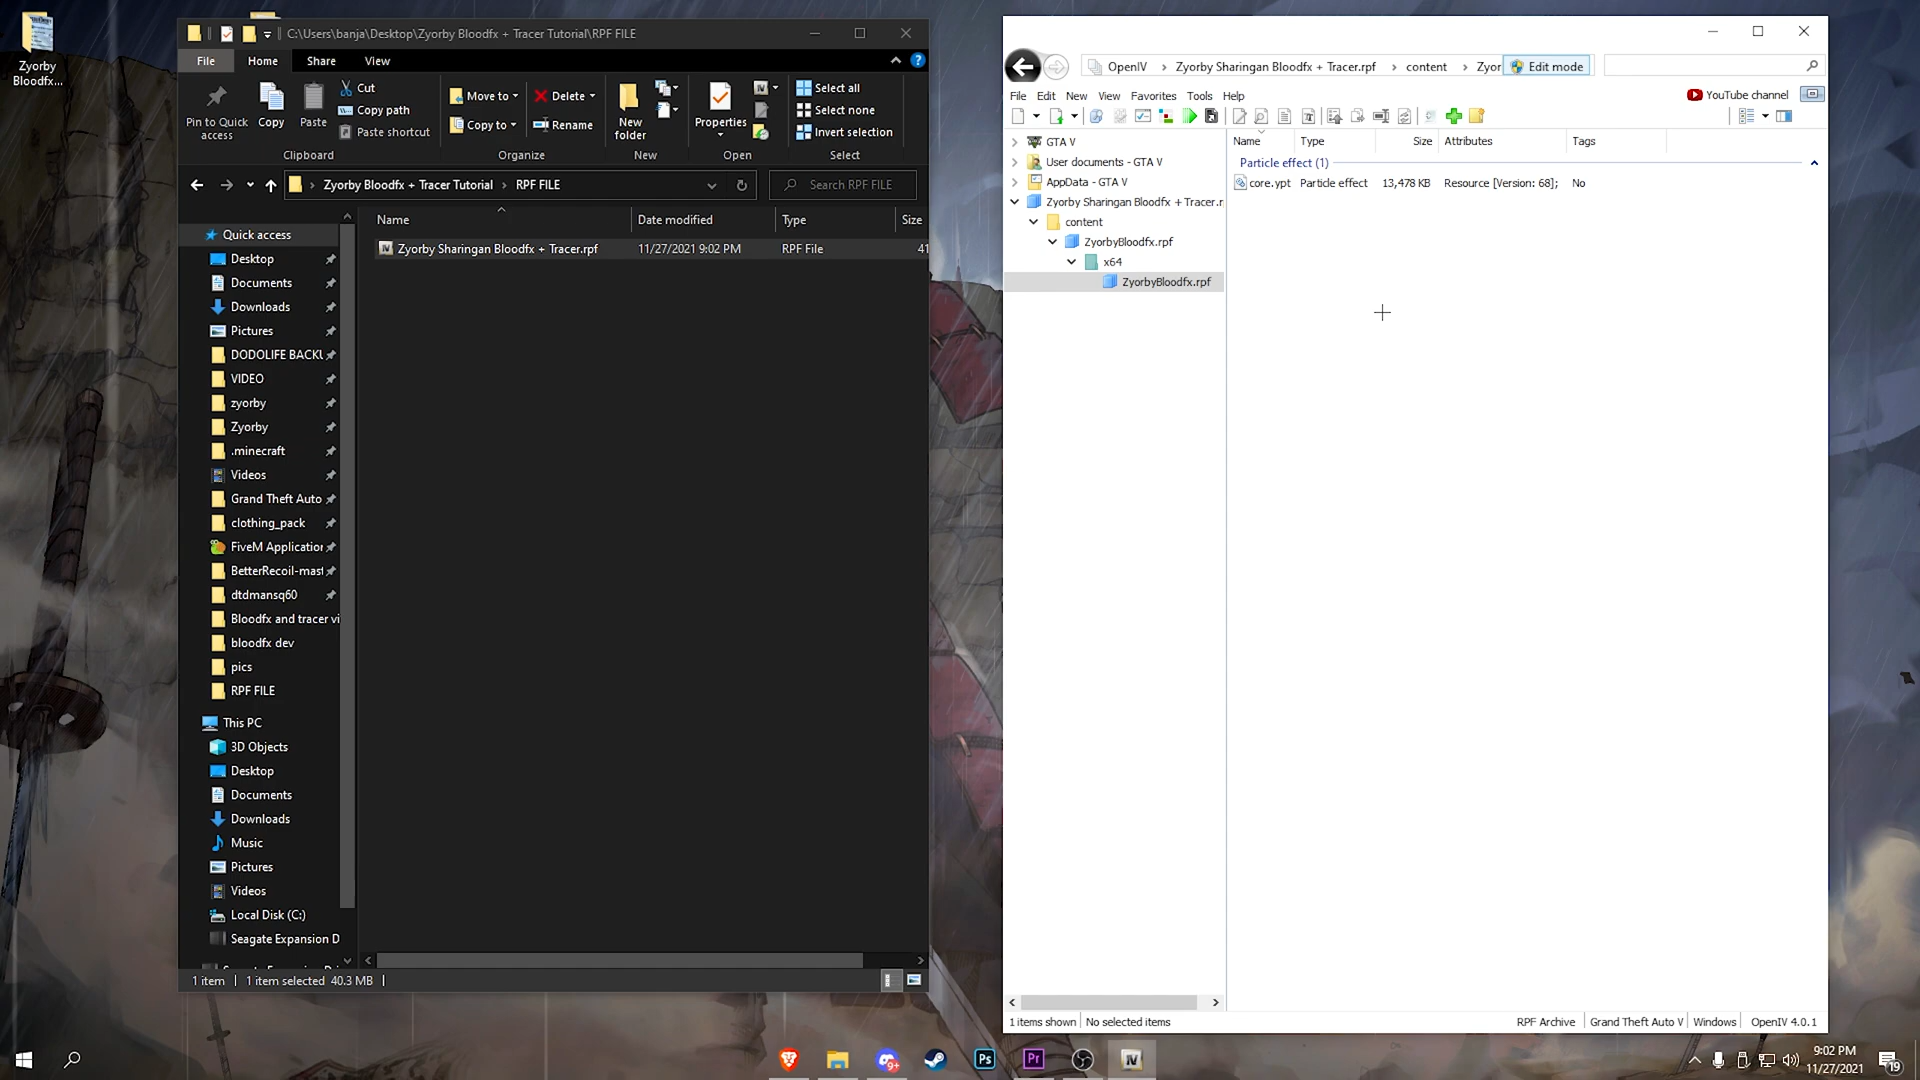 Zyorby
Bloodfx...
C:\Users\banja\Desktop\Zyorby Bloodfx + Tracer Tutorial\RPF FILE
File
Home
Share
View
Pin to Quick
access
Copy
Paste
Cut
Copy path
Paste shortcut
Clipboard
Move to
Copy to
Delete
Rename
Organize
New
folder
New
Properties
Open
Select all
Select none
Invert selection
Select
Zyorby Bloodfx + Tracer Tutorial > RPF FILE
Search RPF FILE
Name
Date modified
Type
Size
Zyorby Sharingan Bloodfx + Tracer.rpf
11/27/2021 9:02 PM
RPF File
41
Quick access
Desktop
Documents
Downloads
Pictures
DODOLIFE BACKU
VIDEO
zyorby
Zyorby
.minecraft
Videos
Grand Theft Auto
clothing_pack
FiveM Application
BetterRecoil-mast
dtdmansq60
Bloodfx and tracer vi
bloodfx dev
pics
RPF FILE
This PC
3D Objects
Desktop
Documents
Downloads
Music
Pictures
Videos
Local Disk (C:)
Seagate Expansion D
1 item
1 item selected 40.3 MB
OpenIV > Zyorby Sharingan Bloodfx + Tracer.rpf > content > Zyor
Edit mode
File Edit New View Favorites Tools Help
YouTube channel
GTA V
User documents - GTA V
AppData - GTA V
Zyorby Sharingan Bloodfx + Tracer.r
content
ZyorbyBloodfx.rpf
x64
ZyorbyBloodfx.rpf
Name Type Size Attributes Tags
Particle effect (1)
core.ypt Particle effect 13,478 KB Resource [Version: 68]; No
1 items shown
No selected items
RPF Archive
Grand Theft Auto V
Windows
OpenIV 4.0.1
9+
Ps
Pr
IV
9:02 PM
11/27/2021
19